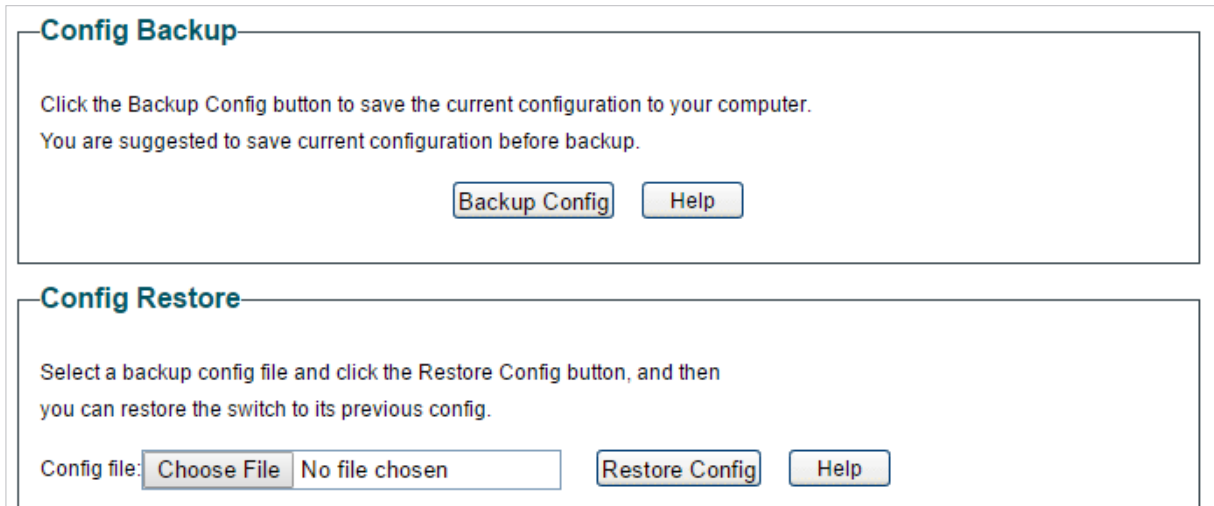 Config Backup
Click the Backup Config button to save the current configuration to your computer.
You are suggested to save current configuration before backup.
Backup Config Help
Config Restore
Select a backup config file and click the Restore Config button, and then
you can restore the switch to its previous config.
Config file: Choose File No file chosen Restore Config Help